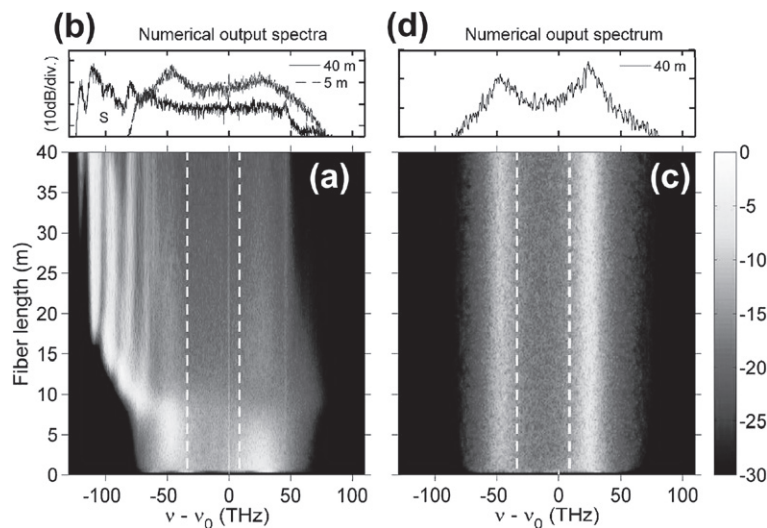 (b) Numerical output spectra
(d) Numerical ouput spectrum
(10dB/div.)
40 m
5 m
S
40 m
Fiber length (m)
40
35
30
25
20
15
10
5
0
(a)
(c)
0
-5
-10
-15
-20
-25
-30
-100 -50 0 50 100
-100 -50 0 50 100
ν - ν0 (THz)
ν - ν0 (THz)